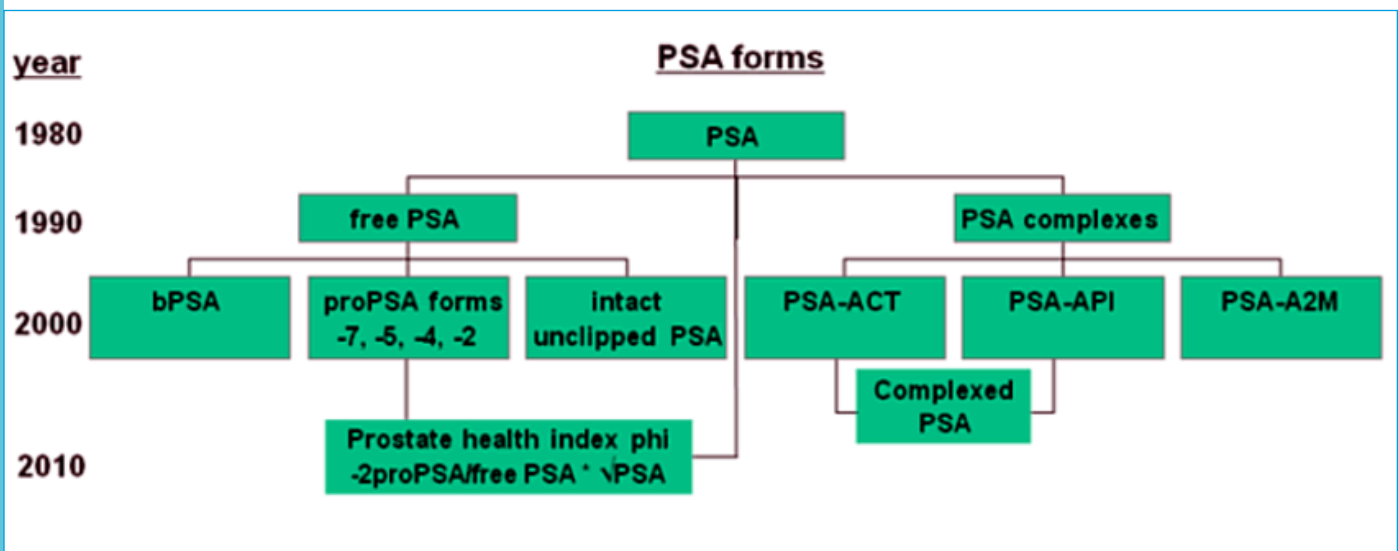 year
PSA forms
1980
PSA
1990
free PSA
PSA complexes
2000
bPSA
proPSA forms
-7, -5, -4, -2
intact
unclipped PSA
PSA-ACT
PSA-API
PSA-A2M
Complexed
PSA
2010
Prostate health index phi
-2proPSA/free PSA * √PSA